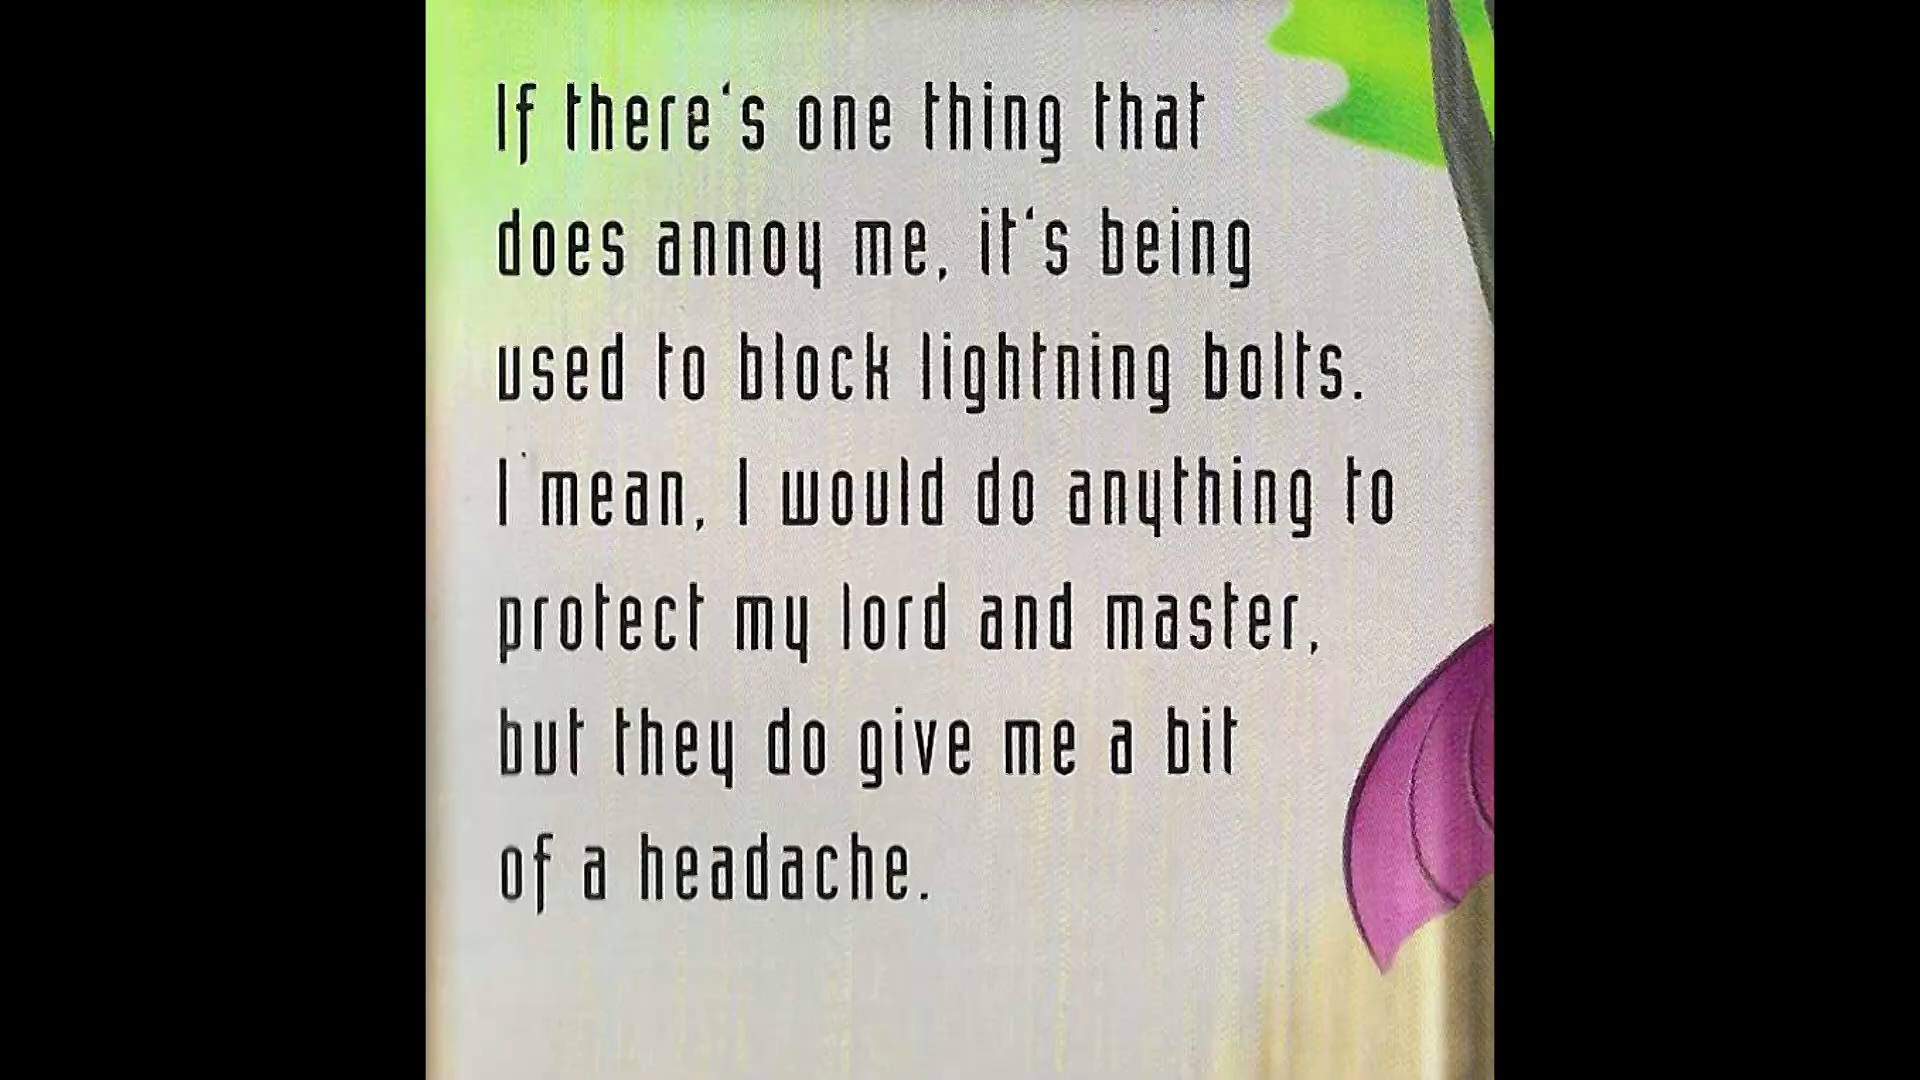 If there's one thing that
does annoy me, it's being
used to block lightning bolts.
I mean, I would do anything to
protect my lord and master,
but they do give me a bit
of a headache.